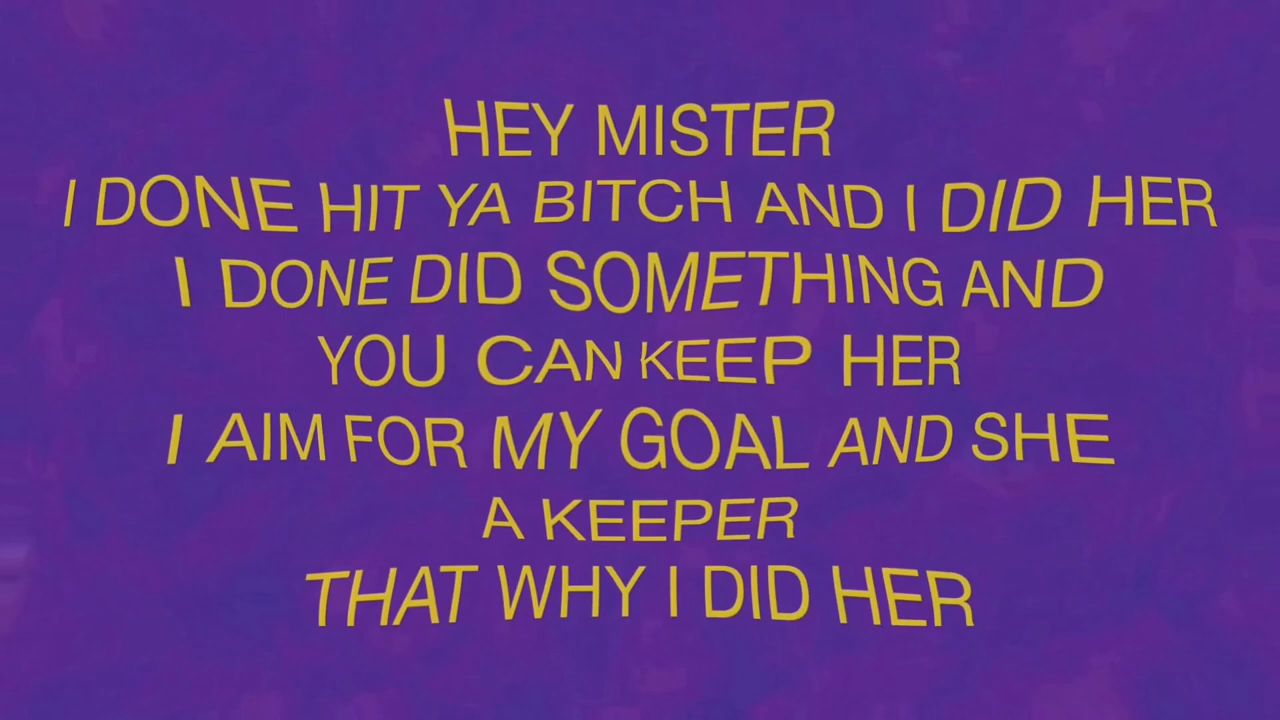 HEY MISTER
I DONE HIT YA BITCH AND I DID HER
I DONE DID SOMETHING AND
YOU CAN KEEP HER
I AIM FOR MY GOAL AND SHE
A KEEPER
THAT WHY I DID HER